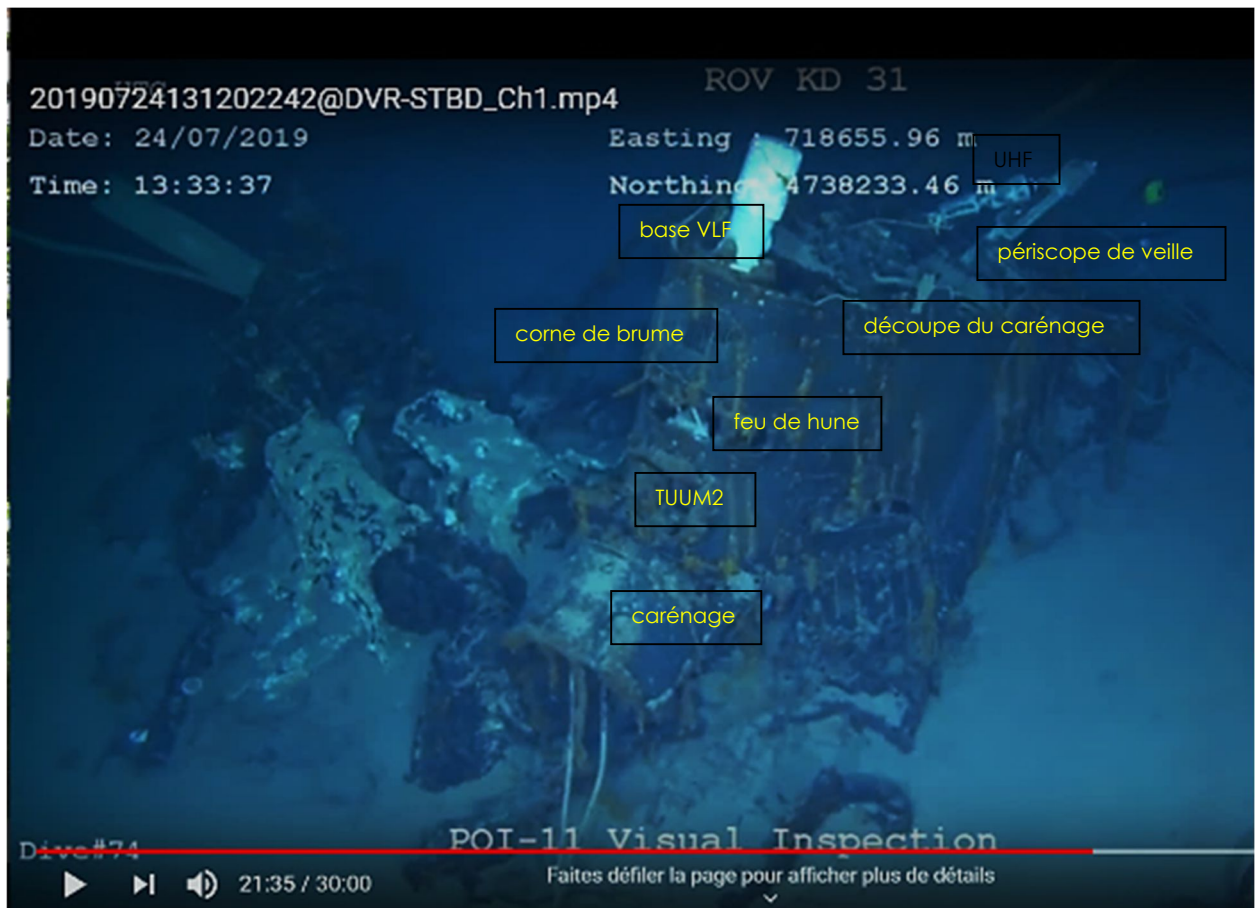 ROV KD 31
20190724131202242@DVR-STBD_Ch1.mp4
Date: 24/07/2019
Easting : 718655.96 m
Time: 13:33:37
Northing: 4738233.46 m
UHF
base VLF
périscope de veille
corne de brume
découpe du carénage
feu de hune
TUUM2
carénage
Dive#74
POI-11 Visual Inspection
21:35 / 30:00
Faites défiler la page pour afficher plus de détails